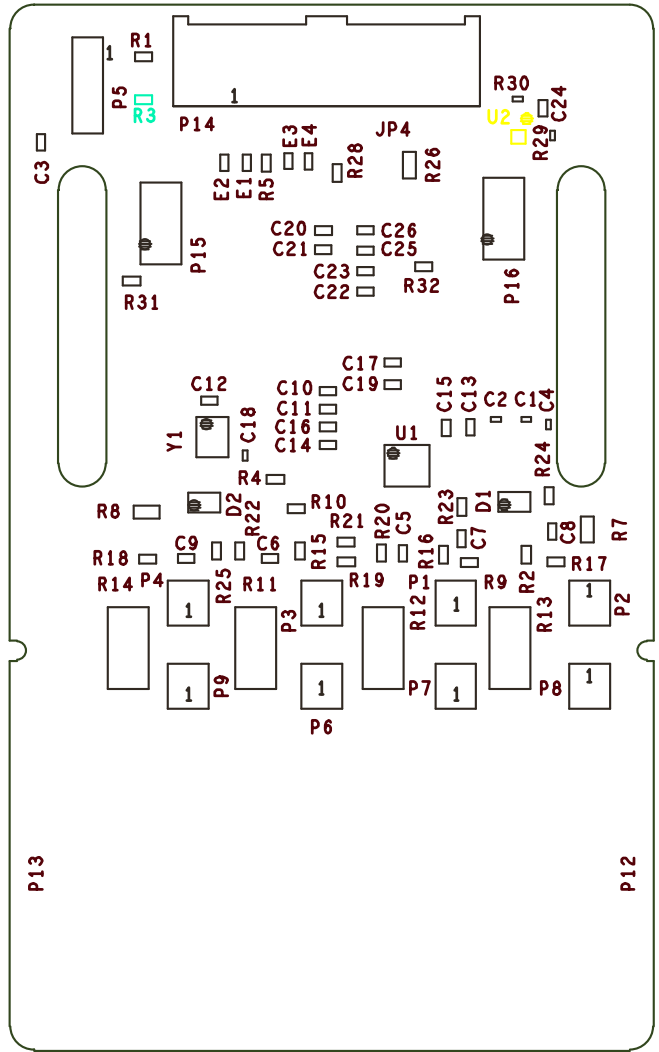 R1
1
P5
R3
1
P14
JP4
R30
U2
C24
R29
C3
E2
E1
R5
E3
E4
R28
R26
P15
C20
C26
C21
C25
C23
C22
R32
P16
R31
C17
C12
C10
C19
C11
C16
C14
C15
C13
C2
C1
C4
Y1
C18
U1
R4
R24
R8
D2
R22
R10
R21
R20
C5
R23
D1
R16
C7
C8
R7
R18
C9
C6
R15
R2
R17
P4
R14
R25
R11
R19
P1
R9
1
P3
1
R12
1
R13
1
P2
1
P9
1
P7
1
P8
1
P6
P13
P12